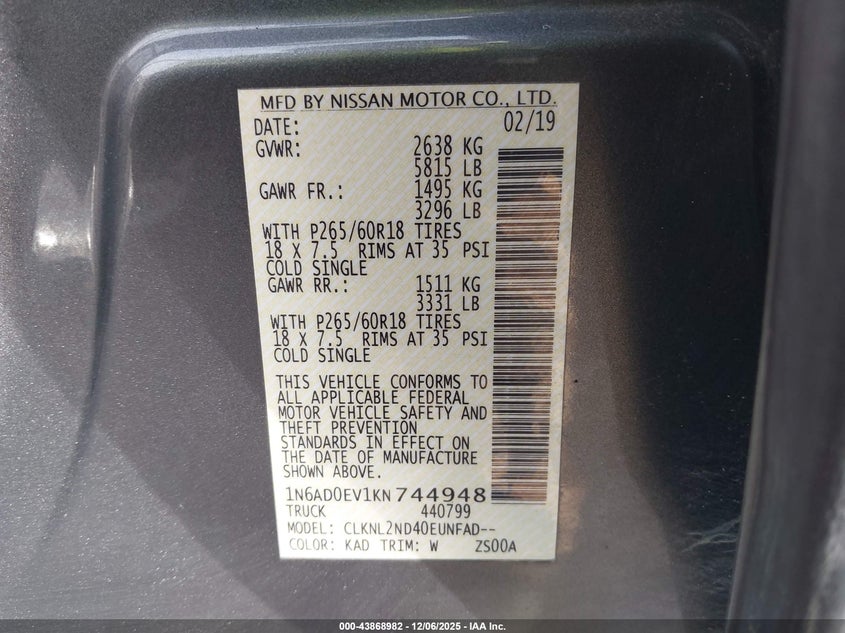 MFD BY NISSAN MOTOR CO., LTD.
DATE: 02/19
GVWR: 2638 KG
5815 LB
GAWR FR.: 1495 KG
3296 LB
WITH P265/60R18 TIRES
18 X 7.5 RIMS AT 35 PSI
COLD SINGLE
GAWR RR.: 1511 KG
3331 LB
WITH P265/60R18 TIRES
18 X 7.5 RIMS AT 35 PSI
COLD SINGLE
THIS VEHICLE CONFORMS TO
ALL APPLICABLE FEDERAL
MOTOR VEHICLE SAFETY AND
THEFT PREVENTION
STANDARDS IN EFFECT ON
THE DATE OF MANUFACTURE
SHOWN ABOVE.
1N6AD0EV1KN744948
TRUCK 440799
MODEL: CLKNL2ND40EUNFAD--
COLOR: KAD TRIM: W ZS00A
000-43868982 - 12/06/2025 - IAA Inc.